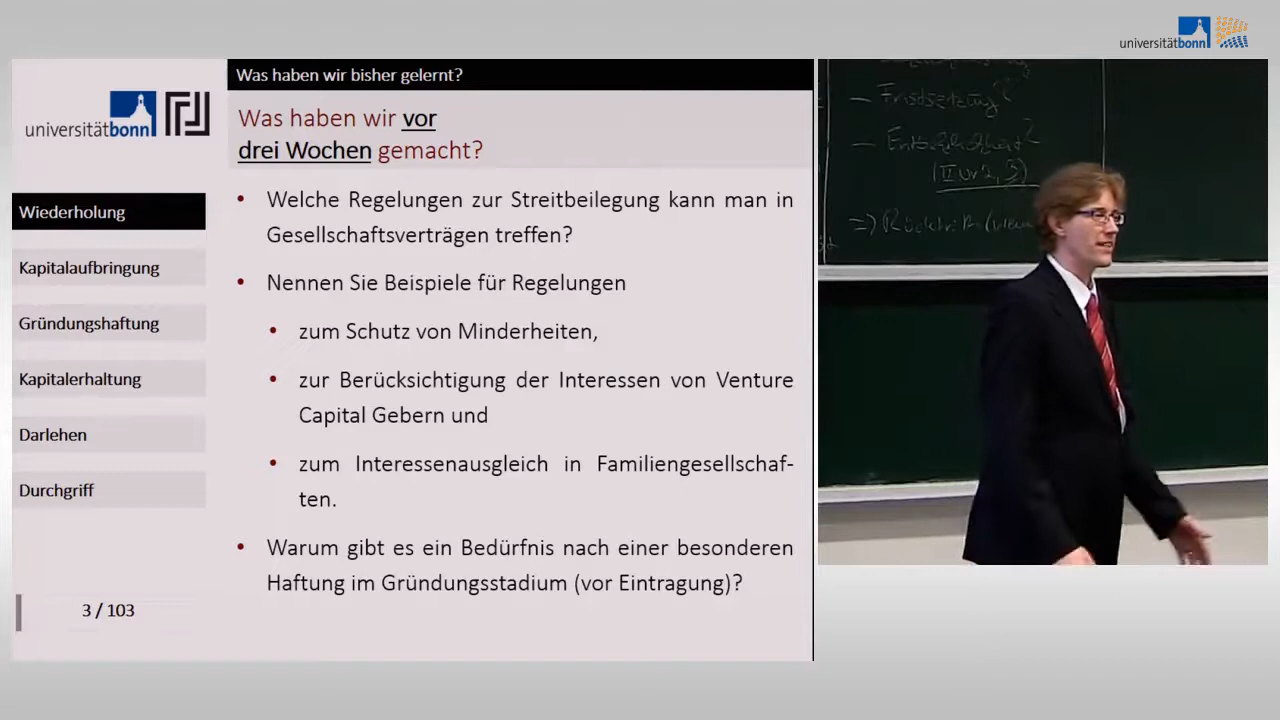 universitätbonn
Was haben wir bisher gelernt?
universitätbonn
Was haben wir vor
drei Wochen gemacht?
Wiederholung
Kapitalaufbringung
Gründungshaftung
Kapitalerhaltung
Darlehen
Durchgriff
3 / 103
• Welche Regelungen zur Streitbeilegung kann man in
Gesellschaftsverträgen treffen?
• Nennen Sie Beispiele für Regelungen
• zum Schutz von Minderheiten,
• zur Berücksichtigung der Interessen von Venture
Capital Gebern und
• zum Interessenausgleich in Familiengesellschaf-
ten.
• Warum gibt es ein Bedürfnis nach einer besonderen
Haftung im Gründungsstadium (vor Eintragung)?
– Fristsetzung?
– Entbehrlichkeit?